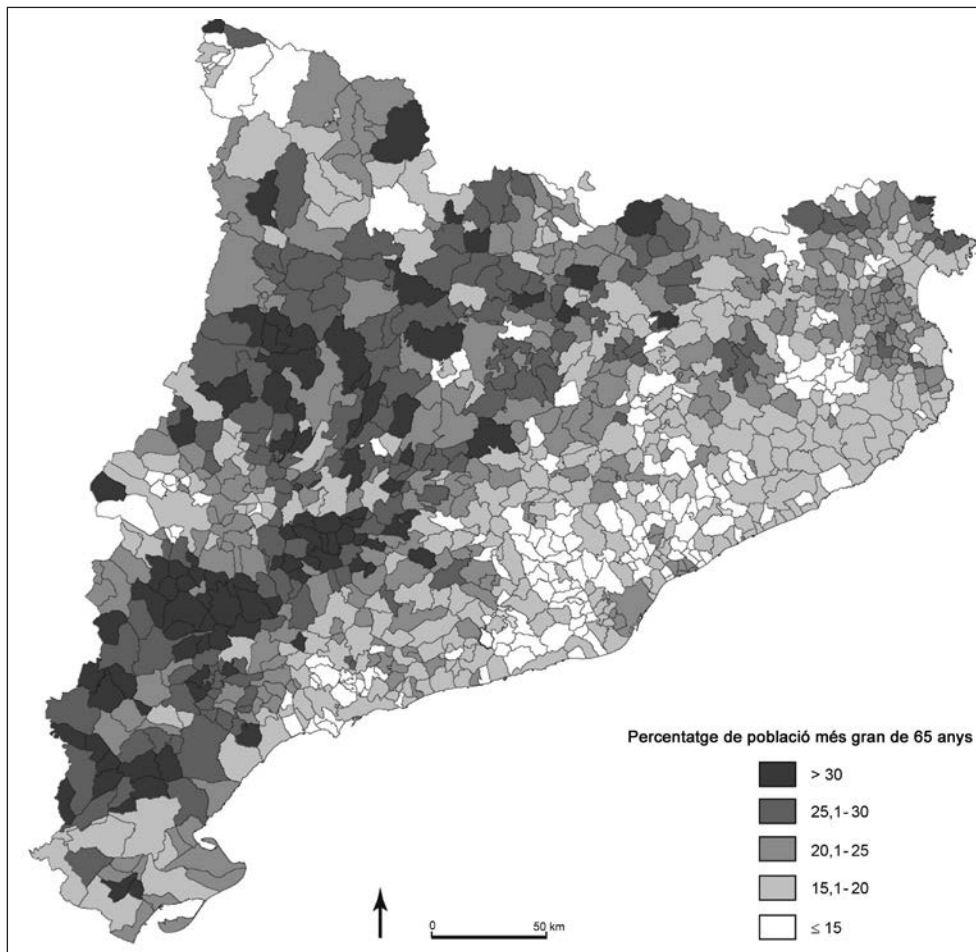 Percentatge de població més gran de 65 anys
> 30
25,1- 30
20,1- 25
15,1- 20
≤ 15
0 50 km